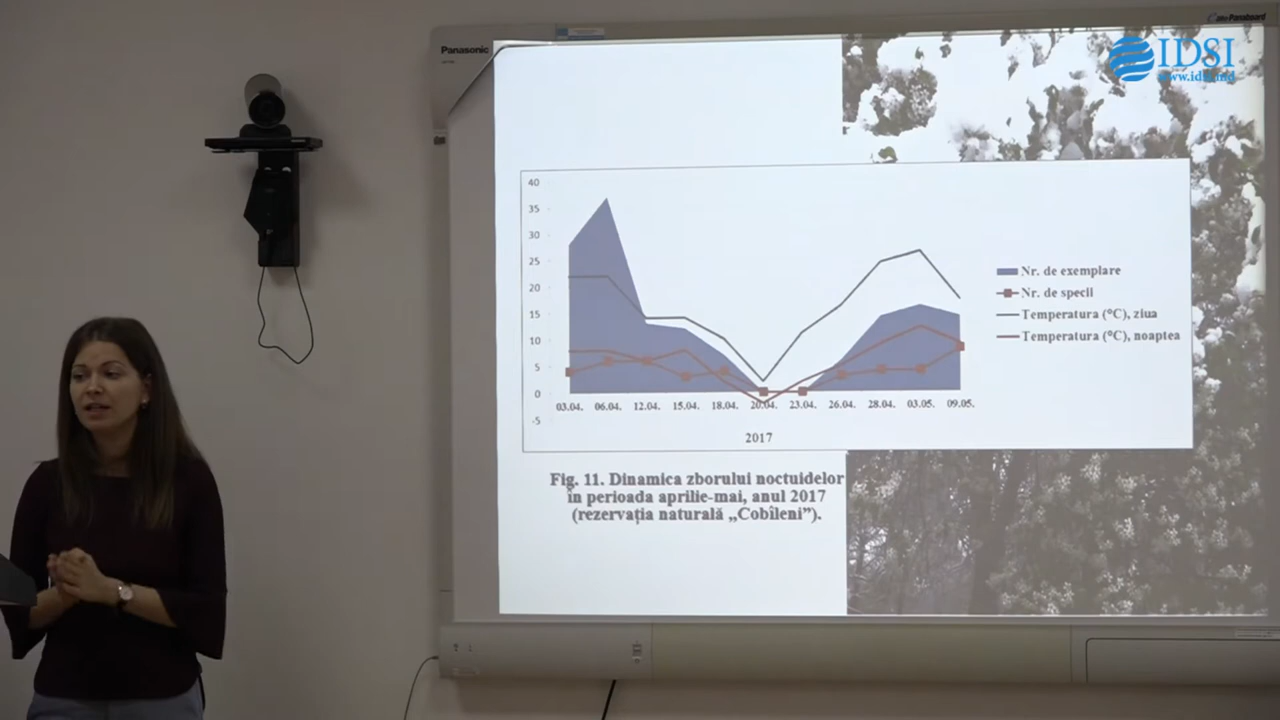 Panasonic
Panaboard
IDSI
www.idsi.md
40
35
30
25
20
15
10
5
0
-5
03.04. 06.04. 12.04. 15.04. 18.04. 20.04. 23.04. 26.04. 28.04. 03.05. 09.05.
2017
Nr. de exemplare
Nr. de specii
Temperatura (°C), ziua
Temperatura (°C), noaptea
Fig. 11. Dinamica zborului noctuidelor
în perioada aprilie-mai, anul 2017
(rezervația naturală „Cobîleni”).